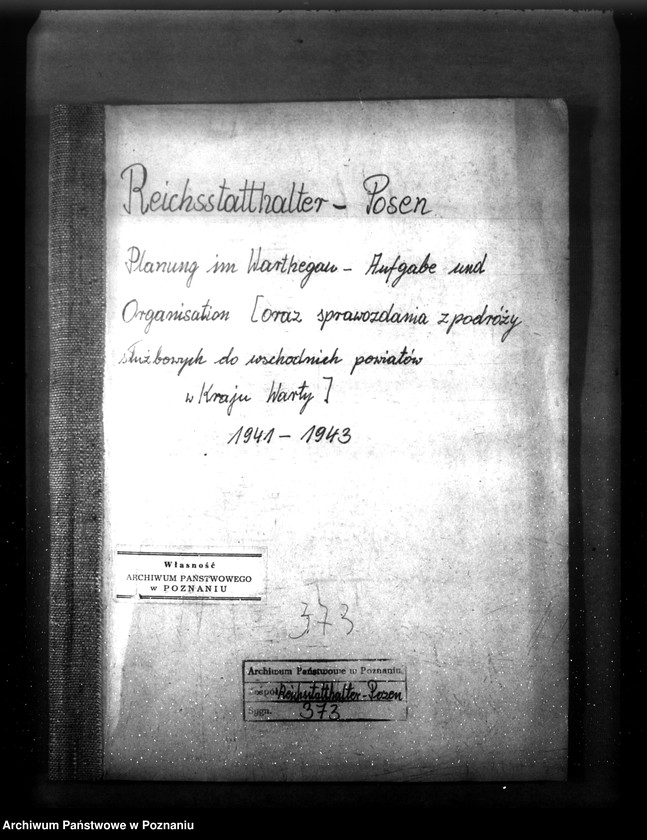 Reichsstatthalter - Posen
Planung im Warthegau - Aufgabe und
Organisation [oraz sprawozdania z podróży
służbowych do wschodnich powiatów
w Kraju Warty]
1941 - 1943
Własność
ARCHIWUM PAŃSTWOWEGO
w POZNANIU
373
Archiwum Państwowe w Poznaniu
Zespół Reichsstatthalter - Posen
Sygn. 373
Archiwum Państwowe w Poznaniu